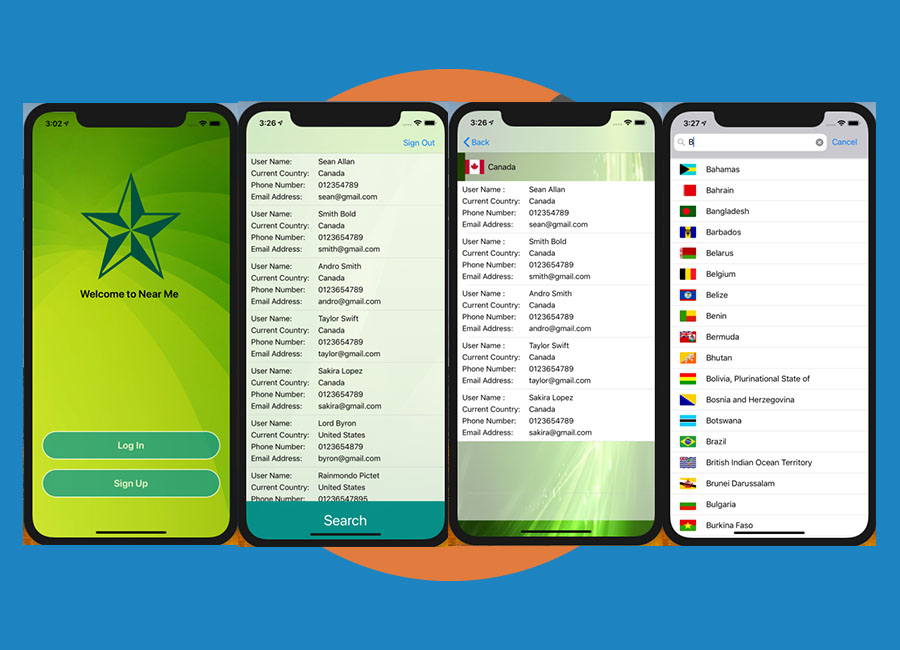 3:02
Welcome to Near Me
Log In
Sign Up
3:26
Sign Out
User Name: Sean Allan
Current Country: Canada
Phone Number: 012354789
Email Address: sean@gmail.com
User Name: Smith Bold
Current Country: Canada
Phone Number: 0123654789
Email Address: smith@gmail.com
User Name: Andro Smith
Current Country: Canada
Phone Number: 0123654789
Email Address: andro@gmail.com
User Name: Taylor Swift
Current Country: Canada
Phone Number: 0123654789
Email Address: taylor@gmail.com
User Name: Sakira Lopez
Current Country: Canada
Phone Number: 0123654789
Email Address: sakira@gmail.com
User Name: Lord Byron
Current Country: United States
Phone Number: 0123654879
Email Address: byron@gmail.com
User Name: Rainmondo Pictet
Current Country: United States
Phone Number: 01236547895
Search
3:26
Back
Canada
User Name : Sean Allan
Current Country: Canada
Phone Number: 012354789
Email Address: sean@gmail.com
User Name : Smith Bold
Current Country: Canada
Phone Number: 0123654789
Email Address: smith@gmail.com
User Name : Andro Smith
Current Country: Canada
Phone Number: 0123654789
Email Address: andro@gmail.com
User Name : Taylor Swift
Current Country: Canada
Phone Number: 0123654789
Email Address: taylor@gmail.com
User Name : Sakira Lopez
Current Country: Canada
Phone Number: 0123654789
Email Address: sakira@gmail.com
3:27
B
Cancel
Bahamas
Bahrain
Bangladesh
Barbados
Belarus
Belgium
Belize
Benin
Bermuda
Bhutan
Bolivia, Plurinational State of
Bosnia and Herzegovina
Botswana
Brazil
British Indian Ocean Territory
Brunei Darussalam
Bulgaria
Burkina Faso